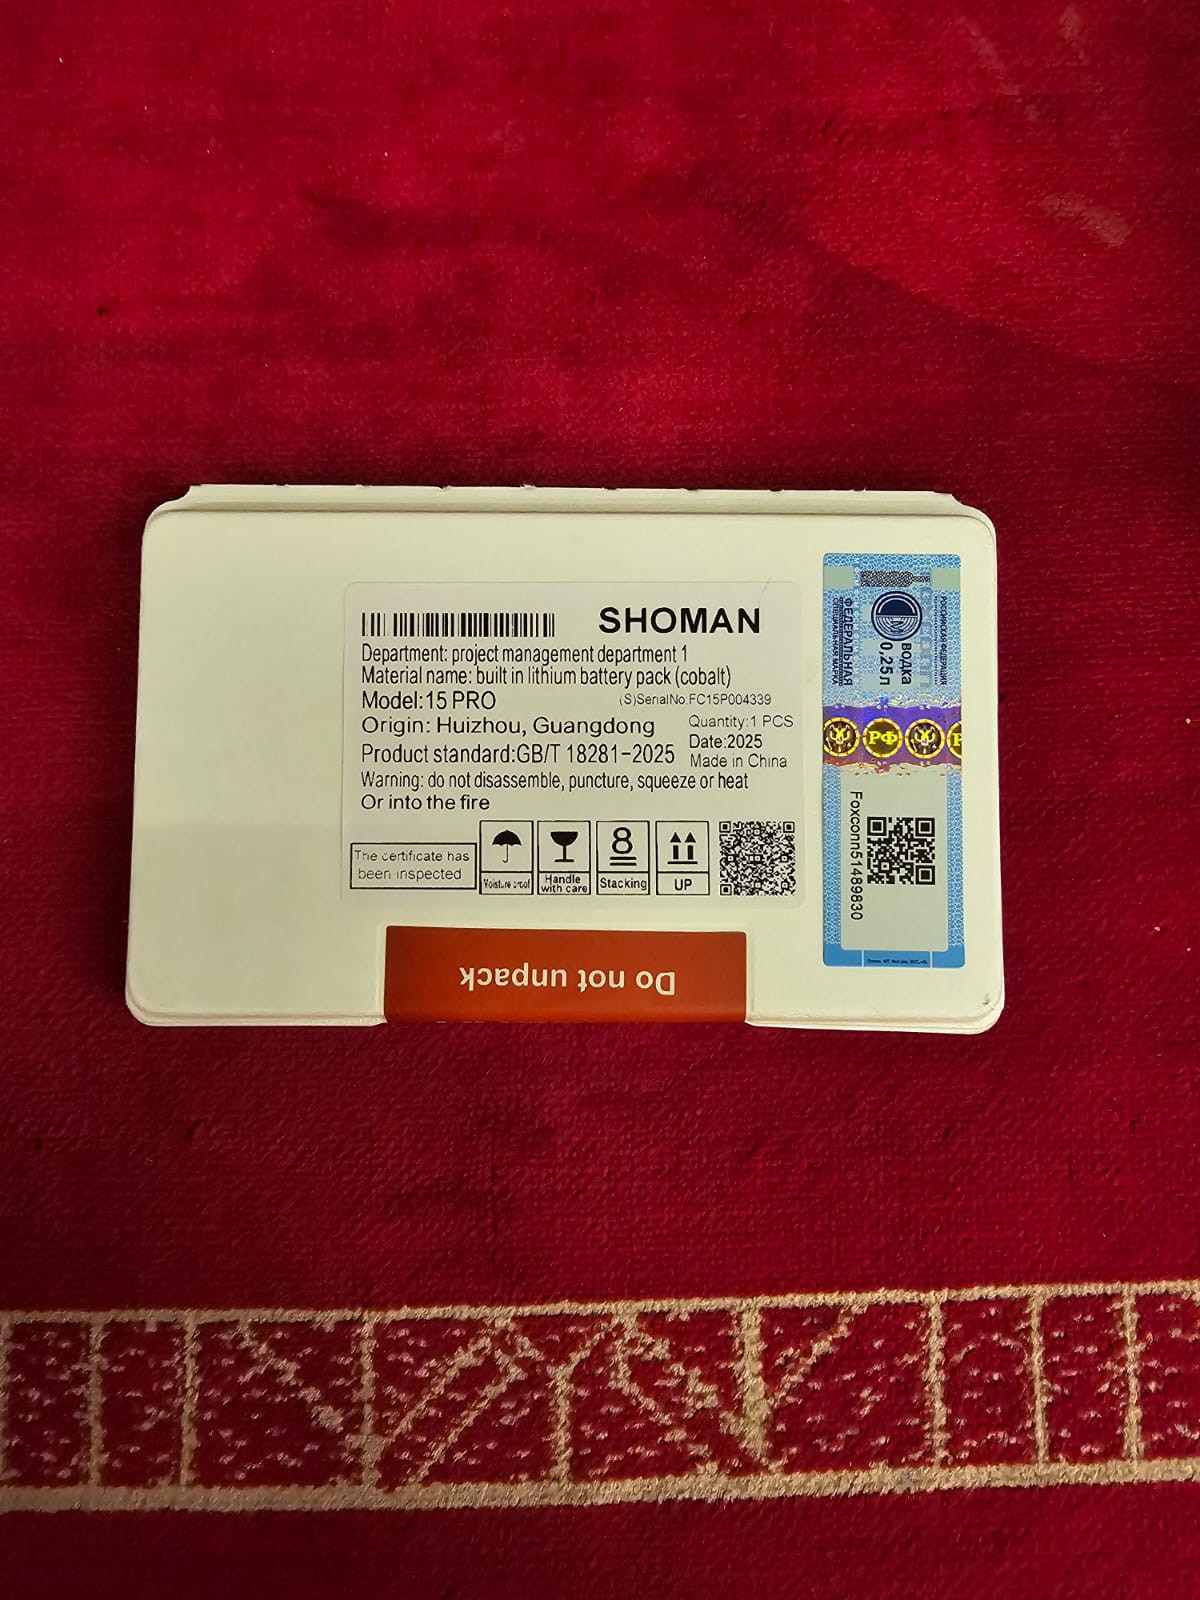 SHOMAN
Department: project management department 1
Material name: built in lithium battery pack (cobalt)
Model:15 PRO
(S)SerialNo:FC15P004339
Origin: Huizhou, Guangdong
Quantity:1 PCS
Product standard:GB/T 18281-2025
Date:2025
Made in China
Warning: do not disassemble, puncture, squeeze or heat
Or into the fire
The certificate has
been inspected
Moisture proof
Handle
with care
8
Stacking
UP
Do not unpack
РОССИЙСКАЯ ФЕДЕРАЦИЯ
ВОДКА
0,25л
ФЕДЕРАЛЬНАЯ
СПЕЦИАЛЬНАЯ МАРКА
РФ
Foxconn51489830